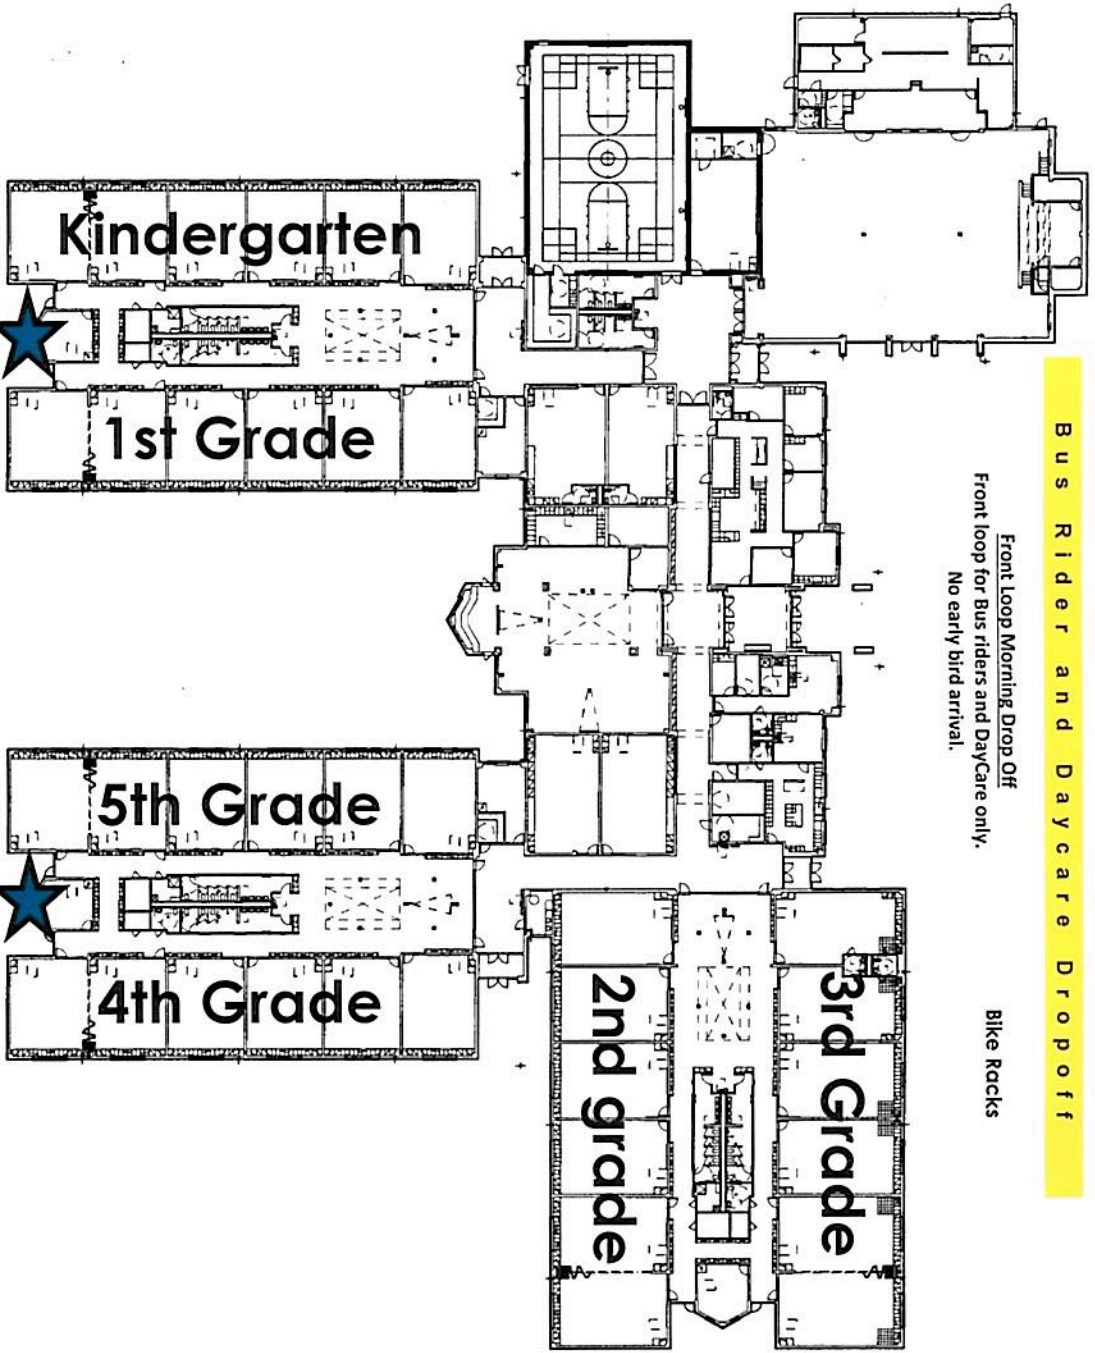 Kindergarten
1st Grade
5th Grade
4th Grade
2nd grade
3rd Grade
Bus Rider and Daycare Dropoff
Front Loop Morning Drop Off
Front loop for Bus riders and DayCare only.
No early bird arrival.
Bike Racks